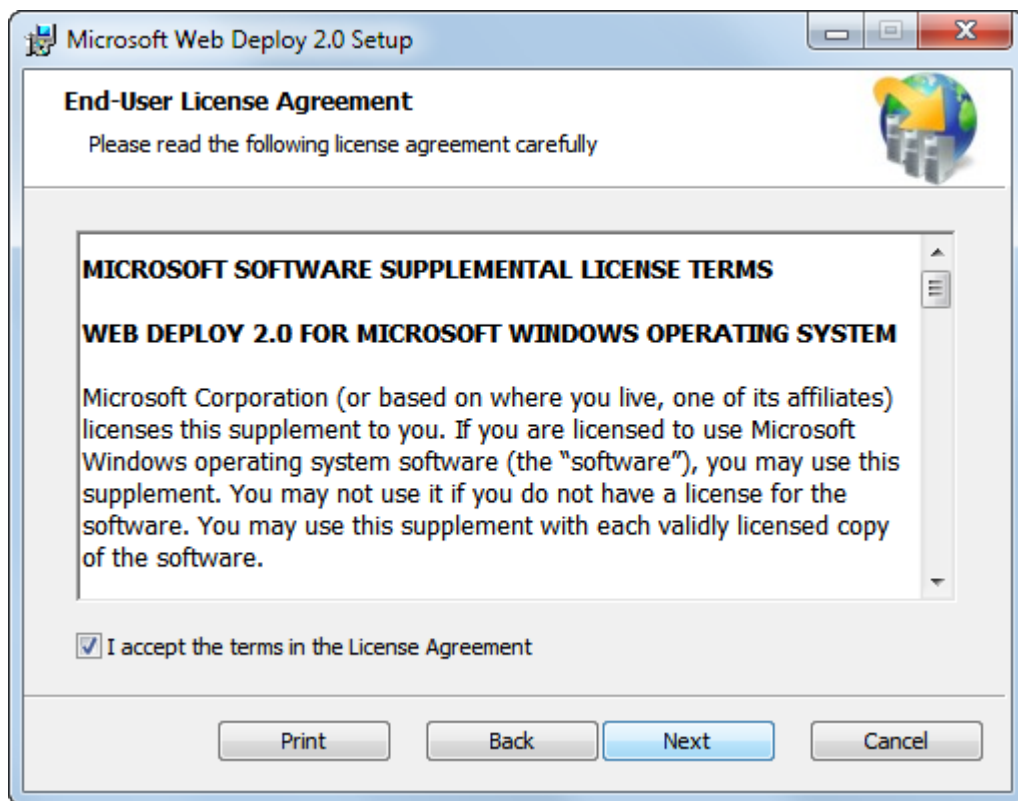 Microsoft Web Deploy 2.0 Setup
End-User License Agreement
Please read the following license agreement carefully
MICROSOFT SOFTWARE SUPPLEMENTAL LICENSE TERMS
WEB DEPLOY 2.0 FOR MICROSOFT WINDOWS OPERATING SYSTEM
Microsoft Corporation (or based on where you live, one of its affiliates)
licenses this supplement to you. If you are licensed to use Microsoft
Windows operating system software (the “software”), you may use this
supplement. You may not use it if you do not have a license for the
software. You may use this supplement with each validly licensed copy
of the software.
I accept the terms in the License Agreement
Print Back Next Cancel